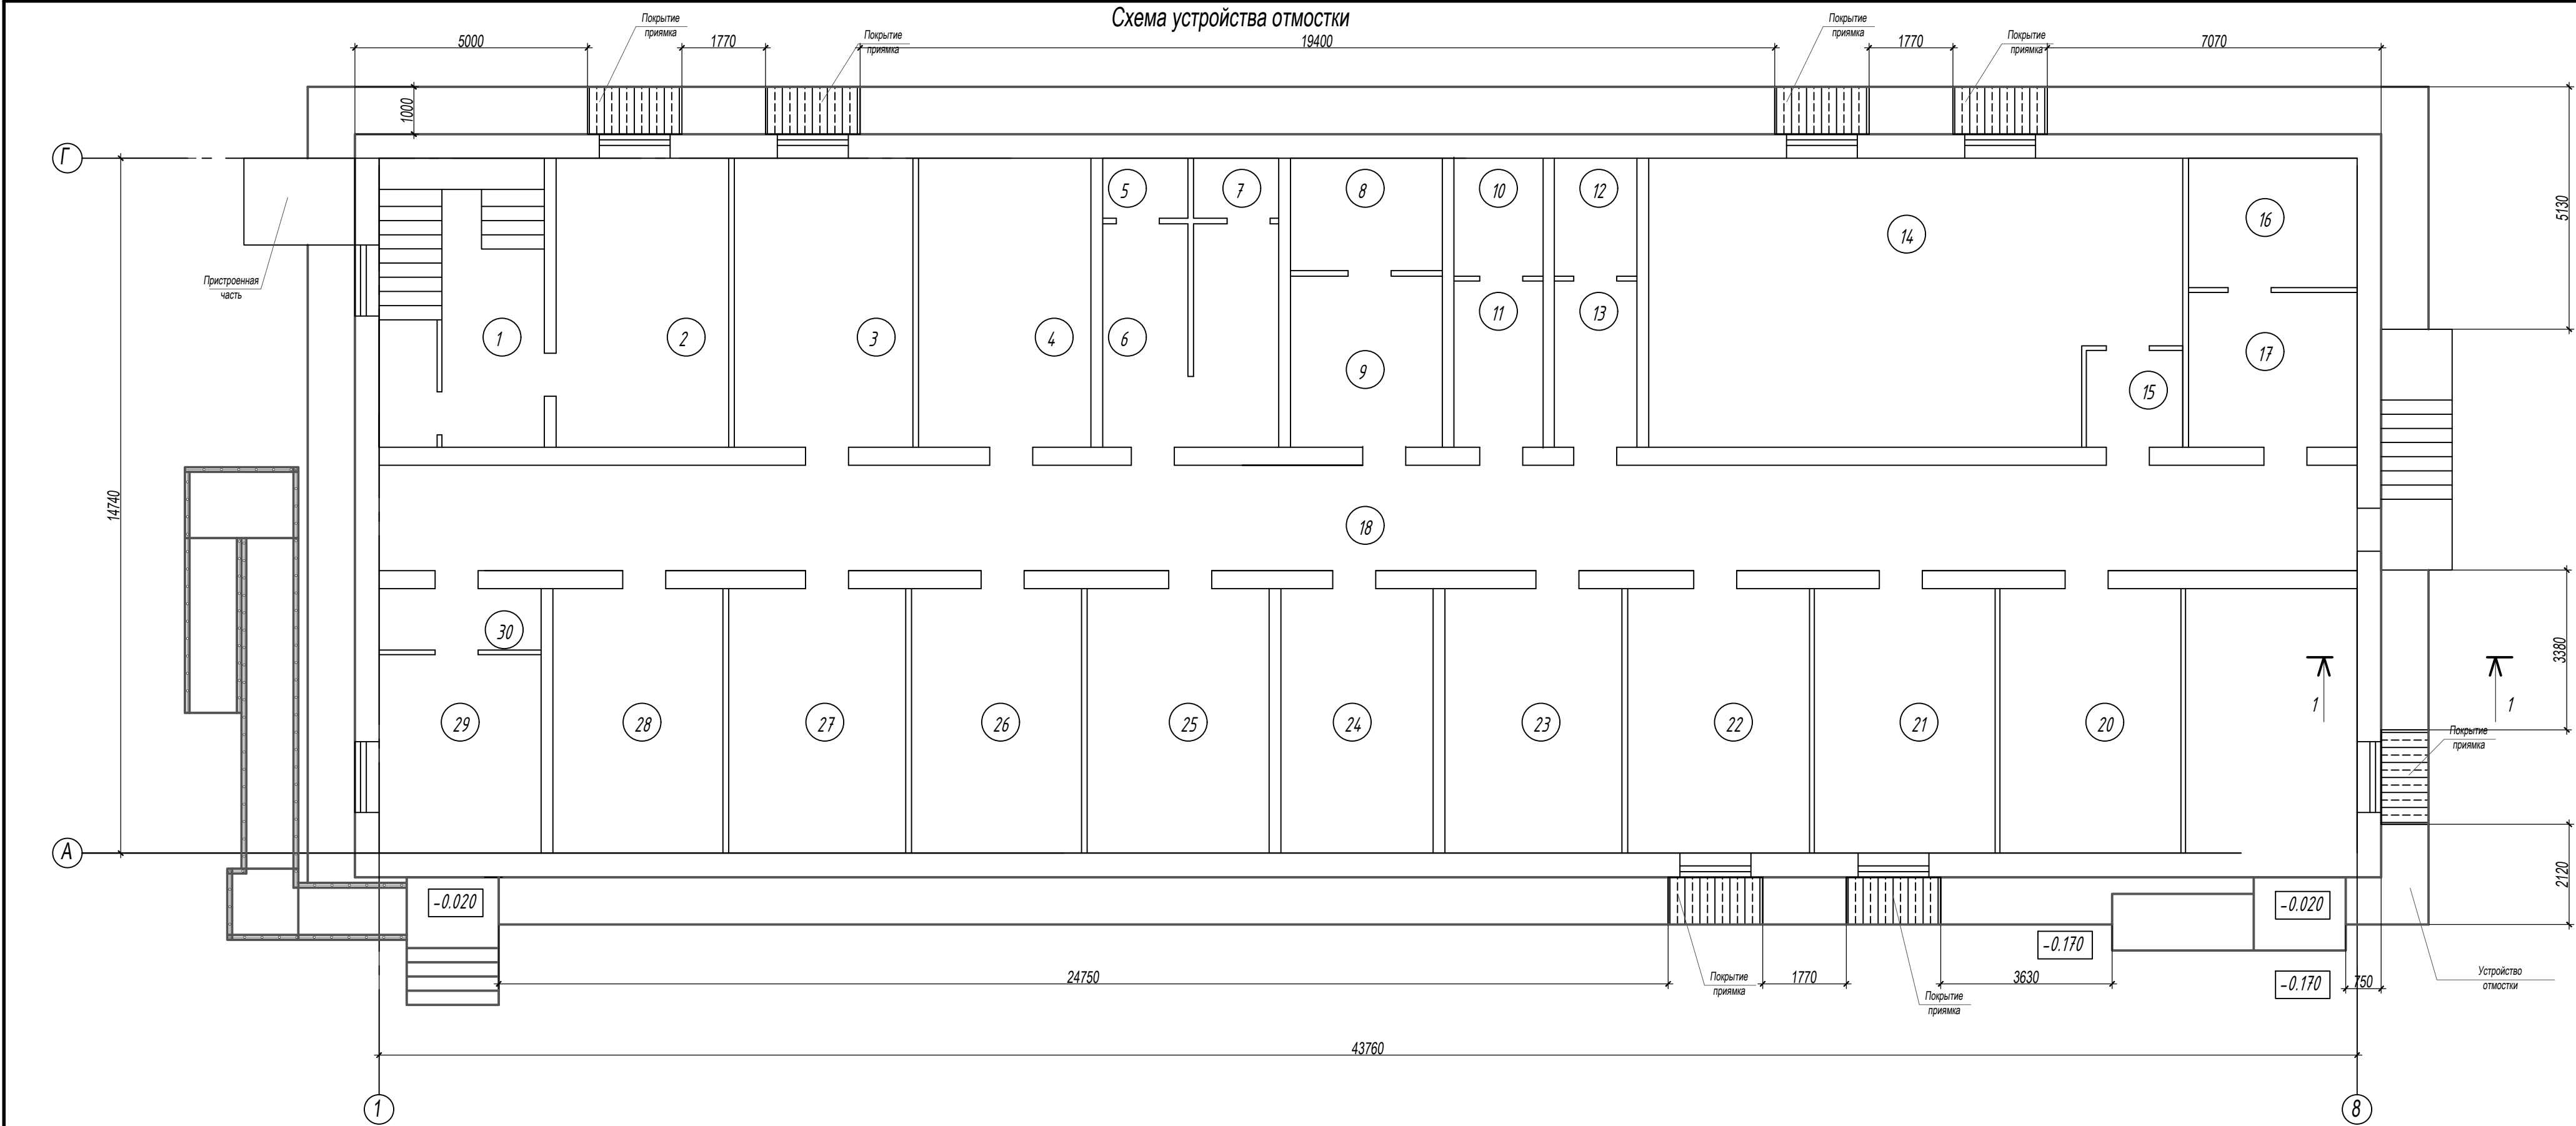 Схема устройства отмостки
Покрытие
приямка
Покрытие
приямка
Покрытие
приямка
Покрытие
приямка
5000
1770
19400
1770
7070
1000
5130
Г
14740
А
Пристроенная
часть
5
7
8
10
12
14
16
1
2
3
4
6
9
11
13
15
17
18
30
29
28
27
26
25
24
23
22
21
20
1
1
3380
Покрытие
приямка
2120
-0.020
-0.020
-0.170
-0.170
24750
Покрытие
приямка
1770
Покрытие
приямка
3630
750
Устройство
отмостки
43760
1
8